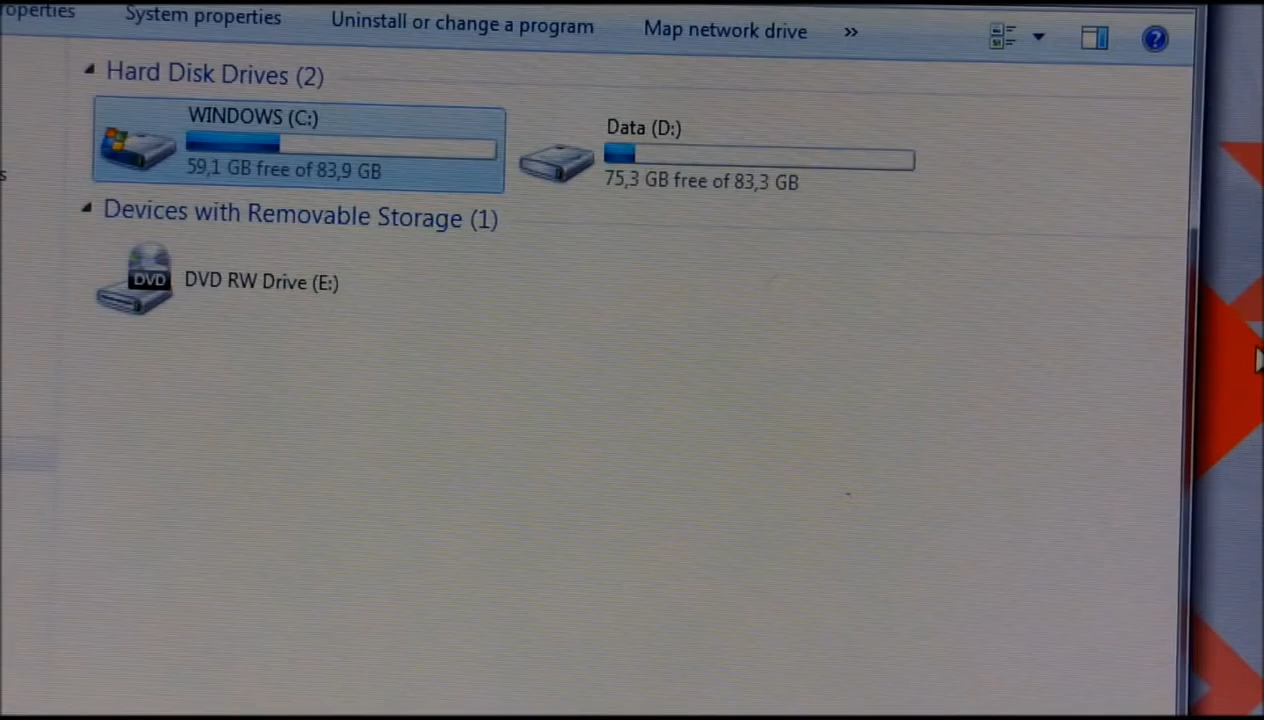 System properties
Uninstall or change a program
Map network drive
»
Hard Disk Drives (2)
WINDOWS (C:)
59,1 GB free of 83,9 GB
Data (D:)
75,3 GB free of 83,3 GB
Devices with Removable Storage (1)
DVD
DVD RW Drive (E:)